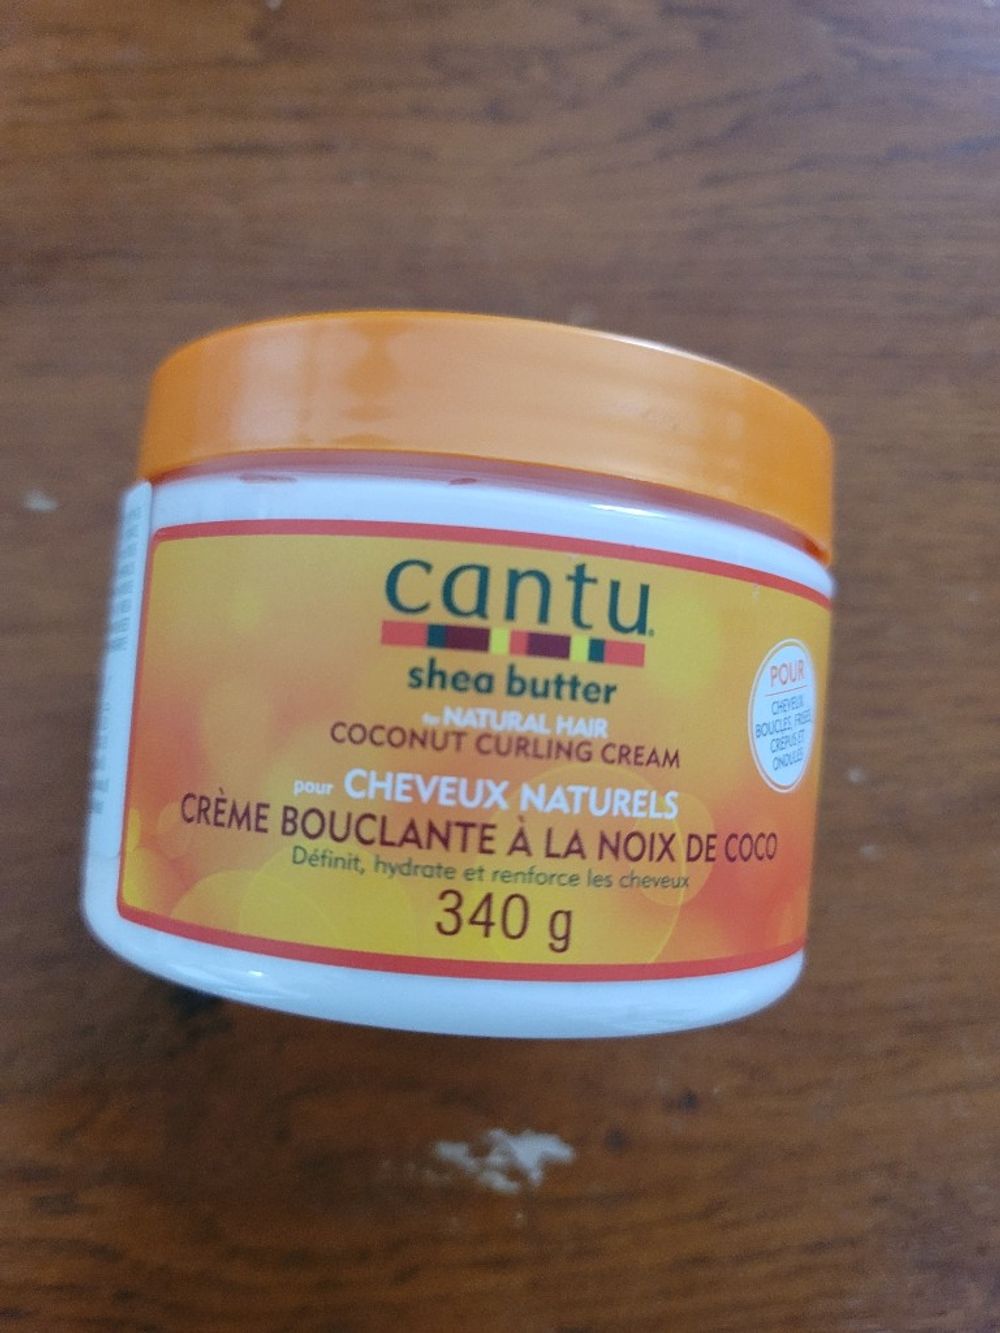 cantu
shea butter
for NATURAL HAIR
COCONUT CURLING CREAM
pour CHEVEUX NATURELS
CRÈME BOUCLANTE À LA NOIX DE COCO
Définit, hydrate et renforce les cheveux
340 g
POUR
CHEVEUX
BOUCLÉS, FRISÉS,
CRÉPUS ET
ONDULÉS